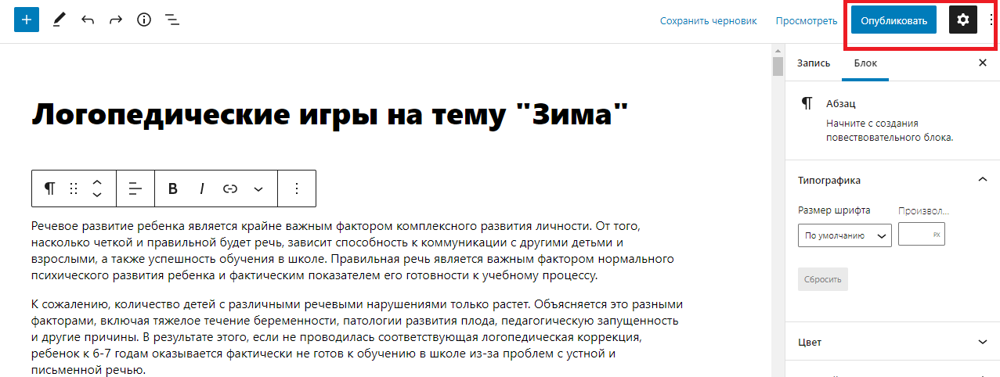 Сохранить черновик Просмотреть Опубликовать
Запись Блок
Логопедические игры на тему "Зима"
B I
Речевое развитие ребенка является крайне важным фактором комплексного развития личности. От того,
насколько четкой и правильной будет речь, зависит способность к коммуникации с другими детьми и
взрослыми, а также успешность обучения в школе. Правильная речь является важным фактором нормального
психического развития ребенка и фактическим показателем его готовности к учебному процессу.
К сожалению, количество детей с различными речевыми нарушениями только растет. Объясняется это разными
факторами, включая тяжелое течение беременности, патологии развития плода, педагогическую запущенность
и другие причины. В результате этого, если не проводилась соответствующая логопедическая коррекция,
ребенок к 6-7 годам оказывается фактически не готов к обучению в школе из-за проблем с устной и
письменной речью.
Абзац
Начните с создания
повествовательного блока.
Типографика
Размер шрифта Произвол...
По умолчанию PX
Сбросить
Цвет